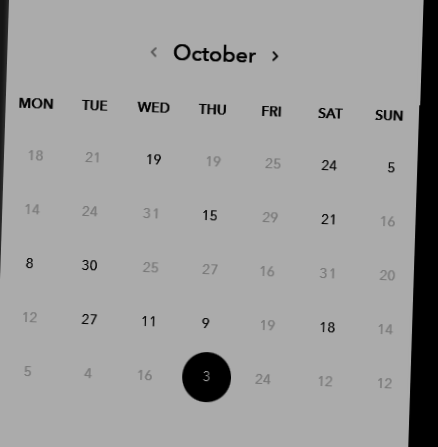 ‹ October ›
MON TUE WED THU FRI SAT SUN
18 21 19 19 25 24 5
14 24 31 15 29 21 16
8 30 25 27 16 31 20
12 27 11 9 19 18 14
5 4 16 3 24 12 12